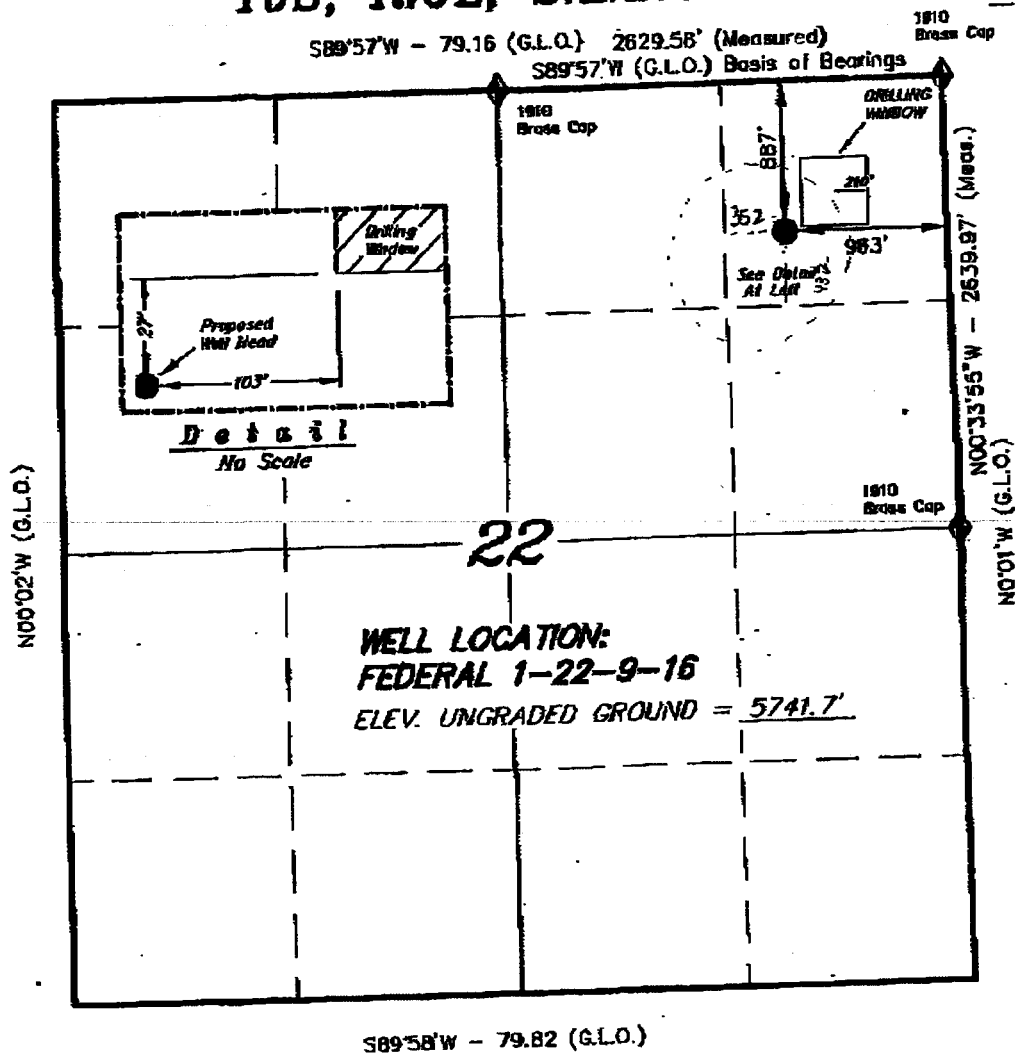 1910
Brass Cap
S89°57'W – 79.16 (G.L.O.) 2629.56' (Measured)
S89°57'W (G.L.O.) Basis of Bearings
1910
Brass Cap
DRILLING
WINDOW
887'
210'
352
983'
See Detail
At Left
Drilling
Window
27'
Proposed
Well Head
103'
Detail
No Scale
N00°33'55"W – 2639.97' (Meas.)
N00°02'W (G.L.O.)
N0°01'W (G.L.O.)
1910
Brass Cap
22
WELL LOCATION:
FEDERAL 1–22–9–16
ELEV. UNGRADED GROUND = 5741.7'
S89°58'W – 79.82 (G.L.O.)